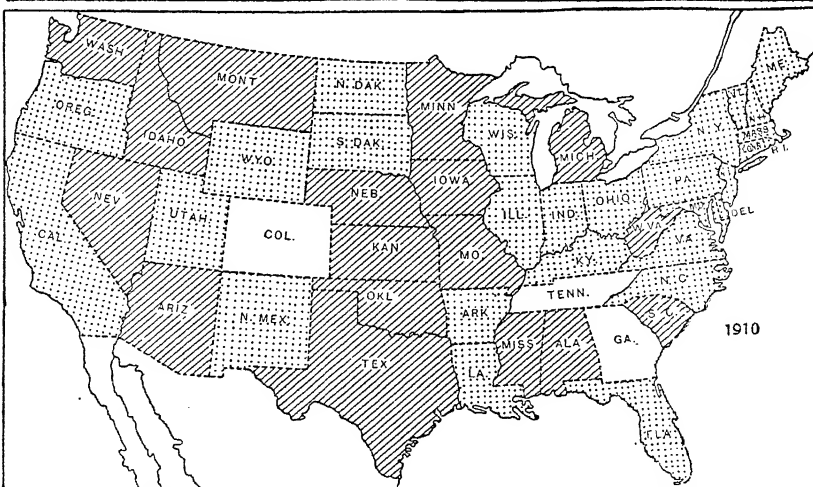 WASH.
MONT
N. DAK.
MINN
ME.
OREG.
IDAHO
WYO.
S. DAK.
WIS.
MICH.
N.Y.
MASS
CONN
R.I.
NEV
UTAH
COL.
NEB.
IOWA
ILL.
IND.
OHIO
PA.
DEL
CAL.
KAN
MO.
KY.
W.VA.
VA.
ARIZ
N. MEX.
OKL
ARK.
TENN.
N.C.
S.C.
TEX.
LA.
MISS
ALA
GA.
1910
FLA.